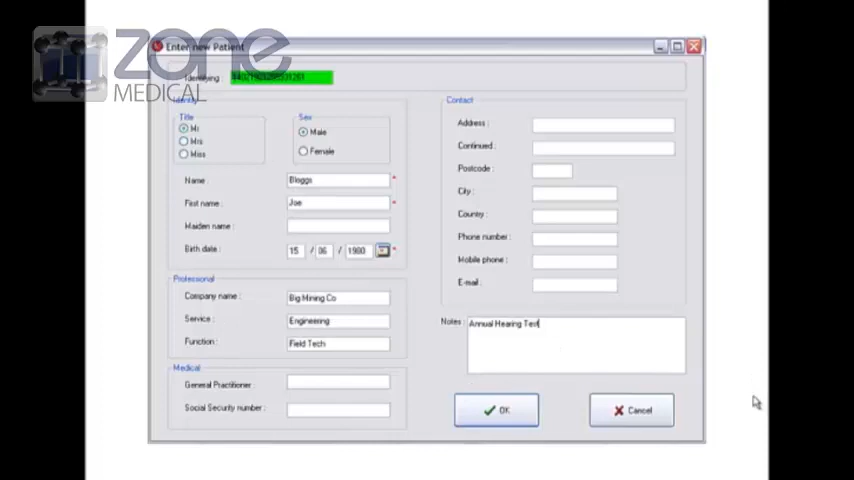 zone
MEDICAL
Enter new Patient
Identifying
Identity
Title
Mr
Mrs
Miss
Sex
Male
Female
Name :
Bloggs
*
First name :
Joe
*
Maiden name :
Birth date :
15 / 06 / 1980
*
Professional
Company name :
Big Mining Co
Service :
Engineering
Function :
Field Tech
Medical
General Practitioner :
Social Security number :
Contact
Address :
Continued :
Postcode :
City :
Country :
Phone number :
Mobile phone :
E-mail :
Notes :
Annual Hearing Test
OK
Cancel